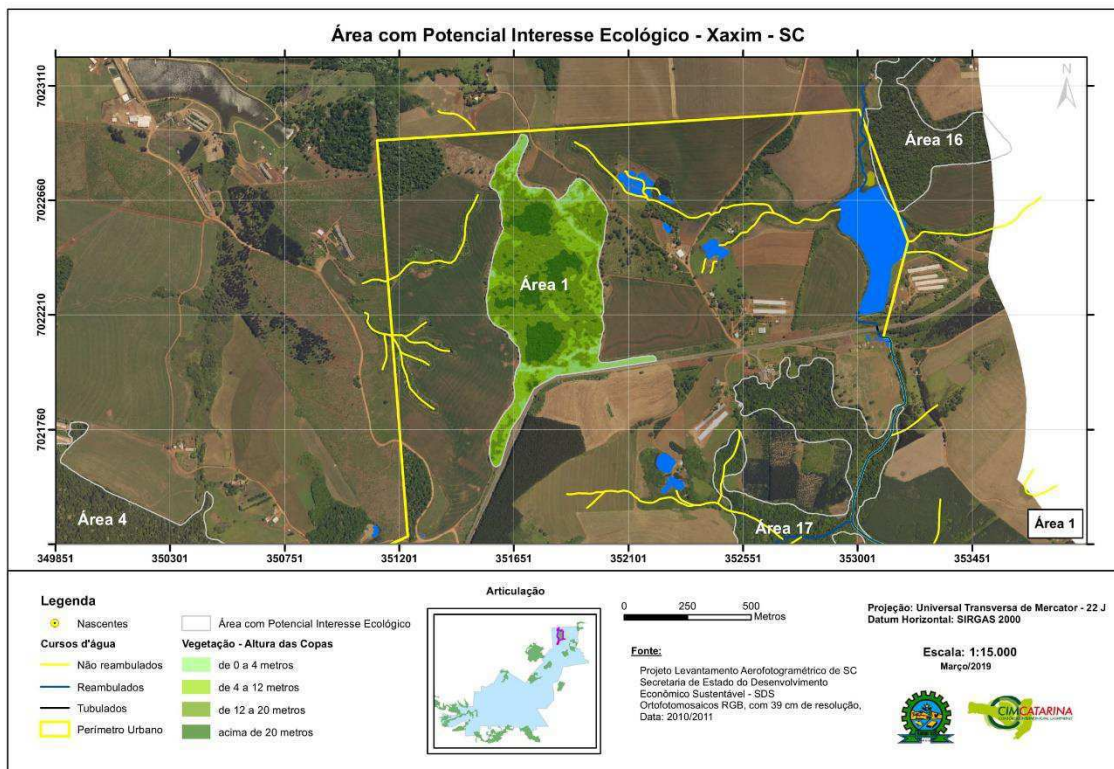 Área com Potencial Interesse Ecológico - Xaxim - SC
7023110
7022660
7022210
7021760
N
Área 16
Área 1
Área 4
Área 17
Área 1
349851 350301 350751 351201 351651 352101 352551 353001 353451
Legenda
Nascentes
Cursos d'água
Não reambulados
Reambulados
Tubulados
Perímetro Urbano
Área com Potencial Interesse Ecológico
Vegetação - Altura das Copas
de 0 a 4 metros
de 4 a 12 metros
de 12 a 20 metros
acima de 20 metros
Articulação
0 250 500
Metros
Fonte:
Projeto Levantamento Aerofotogramétrico de SC
Secretaria de Estado do Desenvolvimento
Econômico Sustentável - SDS
Ortofotomosaicos RGB, com 39 cm de resolução,
Data: 2010/2011
Projeção: Universal Transversa de Mercator - 22 J
Datum Horizontal: SIRGAS 2000
Escala: 1:15.000
Março/2019
CIMCATARINA